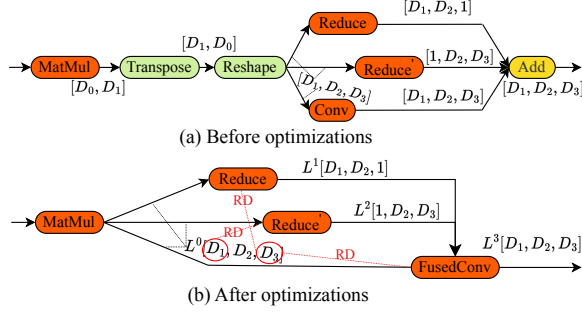 [D₁, D₂, 1]
Reduce
[D₁, D₀]
MatMul Transpose Reshape Reduce' [1, D₂, D₃] Add
[D₀, D₁] [D₁, D₂, D₃] [D₁, D₂, D₃] [D₁, D₂, D₃]
Conv
(a) Before optimizations
L¹[D₁, D₂, 1]
Reduce
RD
L²[1, D₂, D₃]
MatMul Reduce'
RD
L⁰[D₁, D₂, D₃] RD L³[D₁, D₂, D₃]
FusedConv
(b) After optimizations